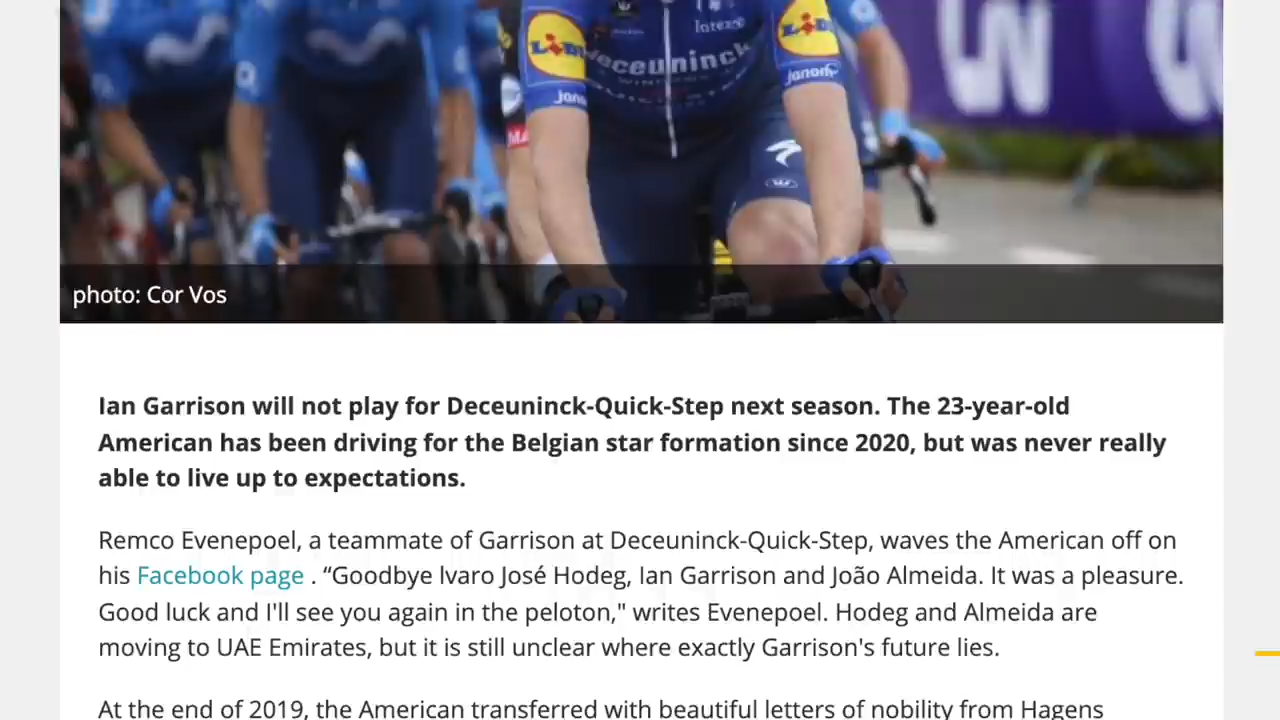 LiDL
deceuninck
janom
photo: Cor Vos
Ian Garrison will not play for Deceuninck-Quick-Step next season. The 23-year-old
American has been driving for the Belgian star formation since 2020, but was never really
able to live up to expectations.
Remco Evenepoel, a teammate of Garrison at Deceuninck-Quick-Step, waves the American off on
his Facebook page . “Goodbye lvaro José Hodeg, Ian Garrison and João Almeida. It was a pleasure.
Good luck and I'll see you again in the peloton," writes Evenepoel. Hodeg and Almeida are
moving to UAE Emirates, but it is still unclear where exactly Garrison's future lies.
At the end of 2019, the American transferred with beautiful letters of nobility from Hagens